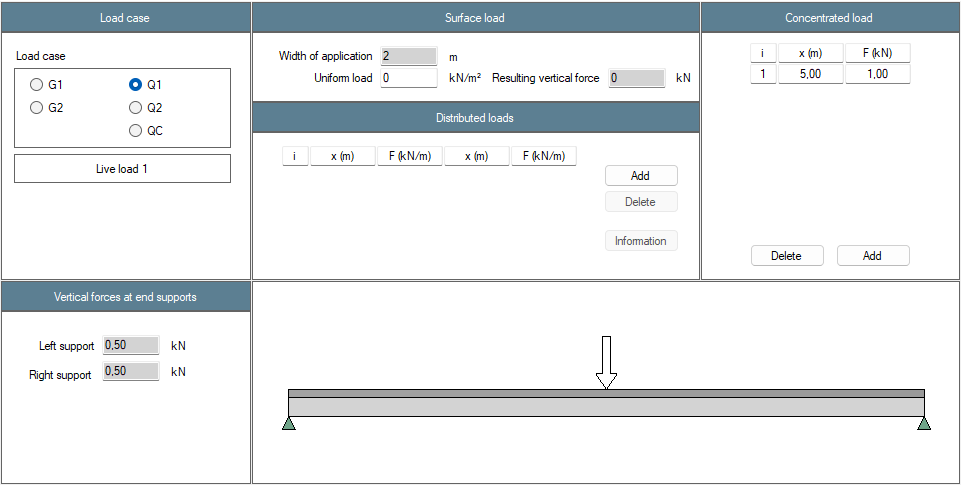 Load case
Load case
G1
Q1
G2
Q2
QC
Live load 1
Surface load
Width of application 2 m
Uniform load 0 kN/m² Resulting vertical force 0 kN
Distributed loads
i x (m) F (kN/m) x (m) F (kN/m)
Add
Delete
Information
Concentrated load
i x (m) F (kN)
1 5,00 1,00
Delete Add
Vertical forces at end supports
Left support 0,50 kN
Right support 0,50 kN